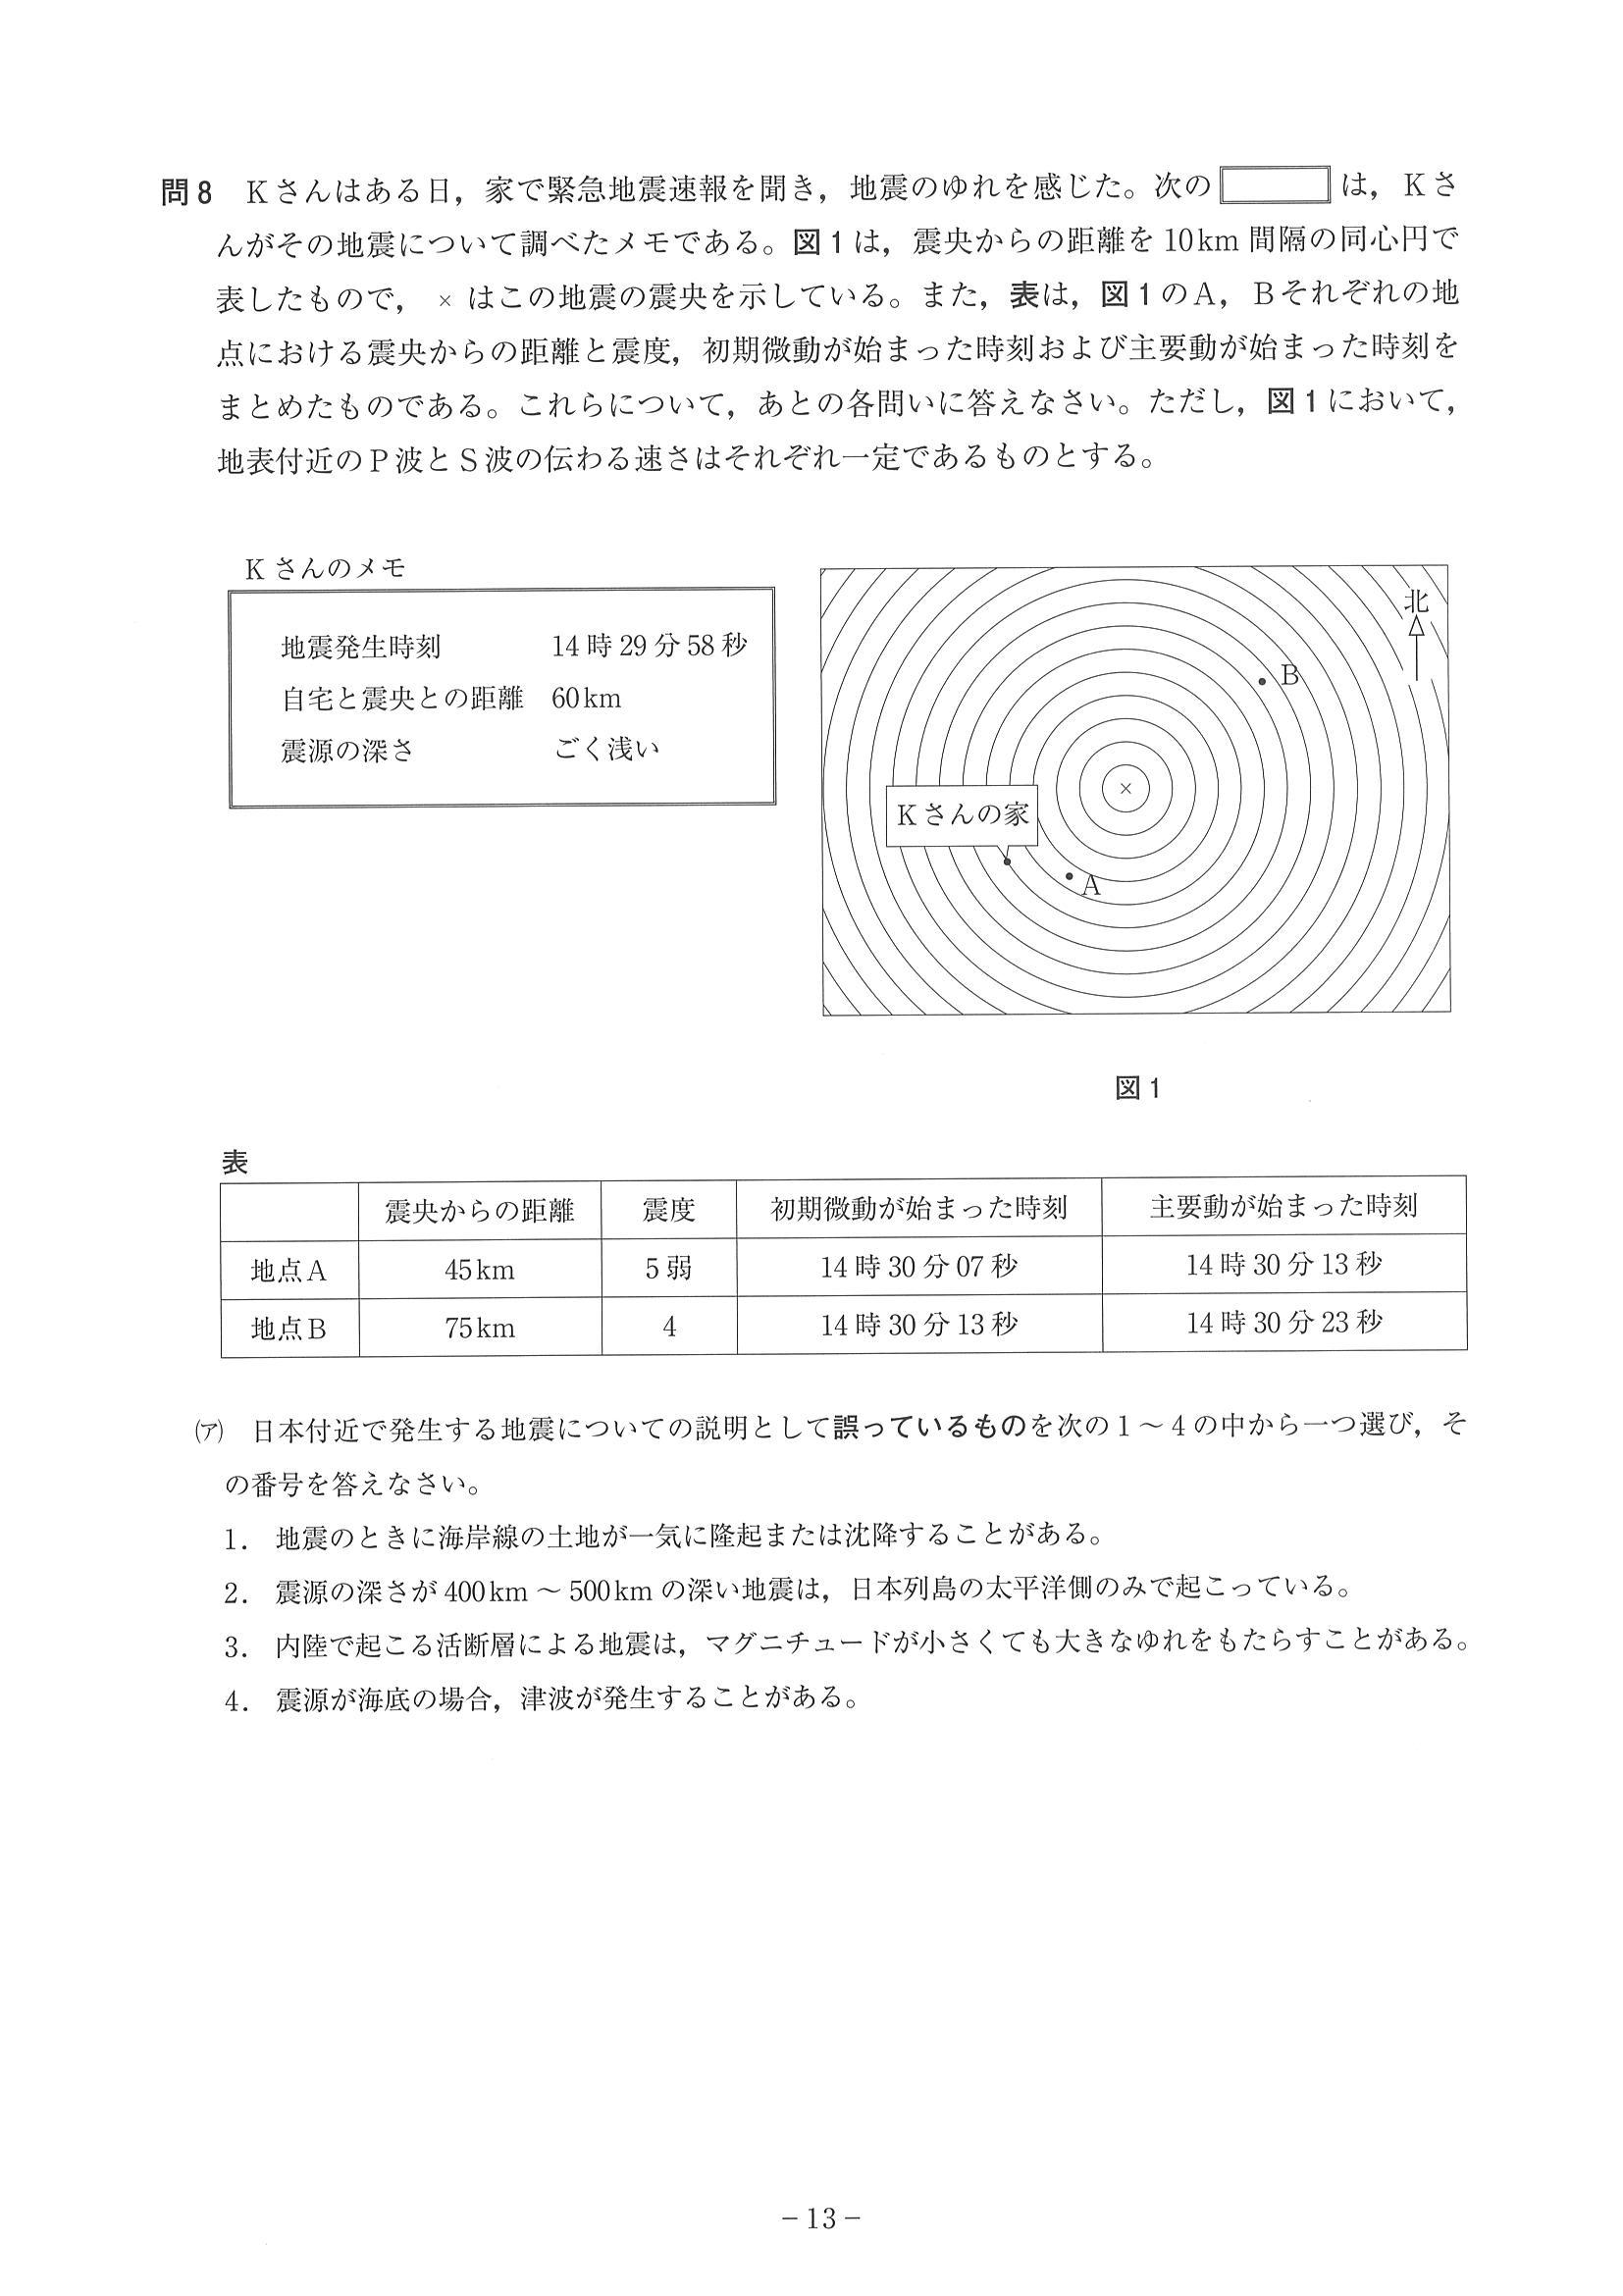 問8　Kさんはある日，家で緊急地震速報を聞き，地震のゆれを感じた。次の　　　は，Kさ
んがその地震について調べたメモである。図1は，震央からの距離を10km間隔の同心円で
表したもので，×はこの地震の震央を示している。また，表は，図1のA，Bそれぞれの地
点における震央からの距離と震度，初期微動が始まった時刻および主要動が始まった時刻を
まとめたものである。これらについて，あとの各問いに答えなさい。ただし，図1において，
地表付近のP波とS波の伝わる速さはそれぞれ一定であるものとする。
Kさんのメモ
地震発生時刻　14時29分58秒
自宅と震央との距離　60km
震源の深さ　ごく浅い
北
B
×
Kさんの家
A
図1
表
震央からの距離　震度　初期微動が始まった時刻　主要動が始まった時刻
地点A　45km　5弱　14時30分07秒　14時30分13秒
地点B　75km　4　14時30分13秒　14時30分23秒
(ア)　日本付近で発生する地震についての説明として誤っているものを次の1～4の中から一つ選び，そ
の番号を答えなさい。
1．地震のときに海岸線の土地が一気に隆起または沈降することがある。
2．震源の深さが400km～500kmの深い地震は，日本列島の太平洋側のみで起こっている。
3．内陸で起こる活断層による地震は，マグニチュードが小さくても大きなゆれをもたらすことがある。
4．震源が海底の場合，津波が発生することがある。
－13－